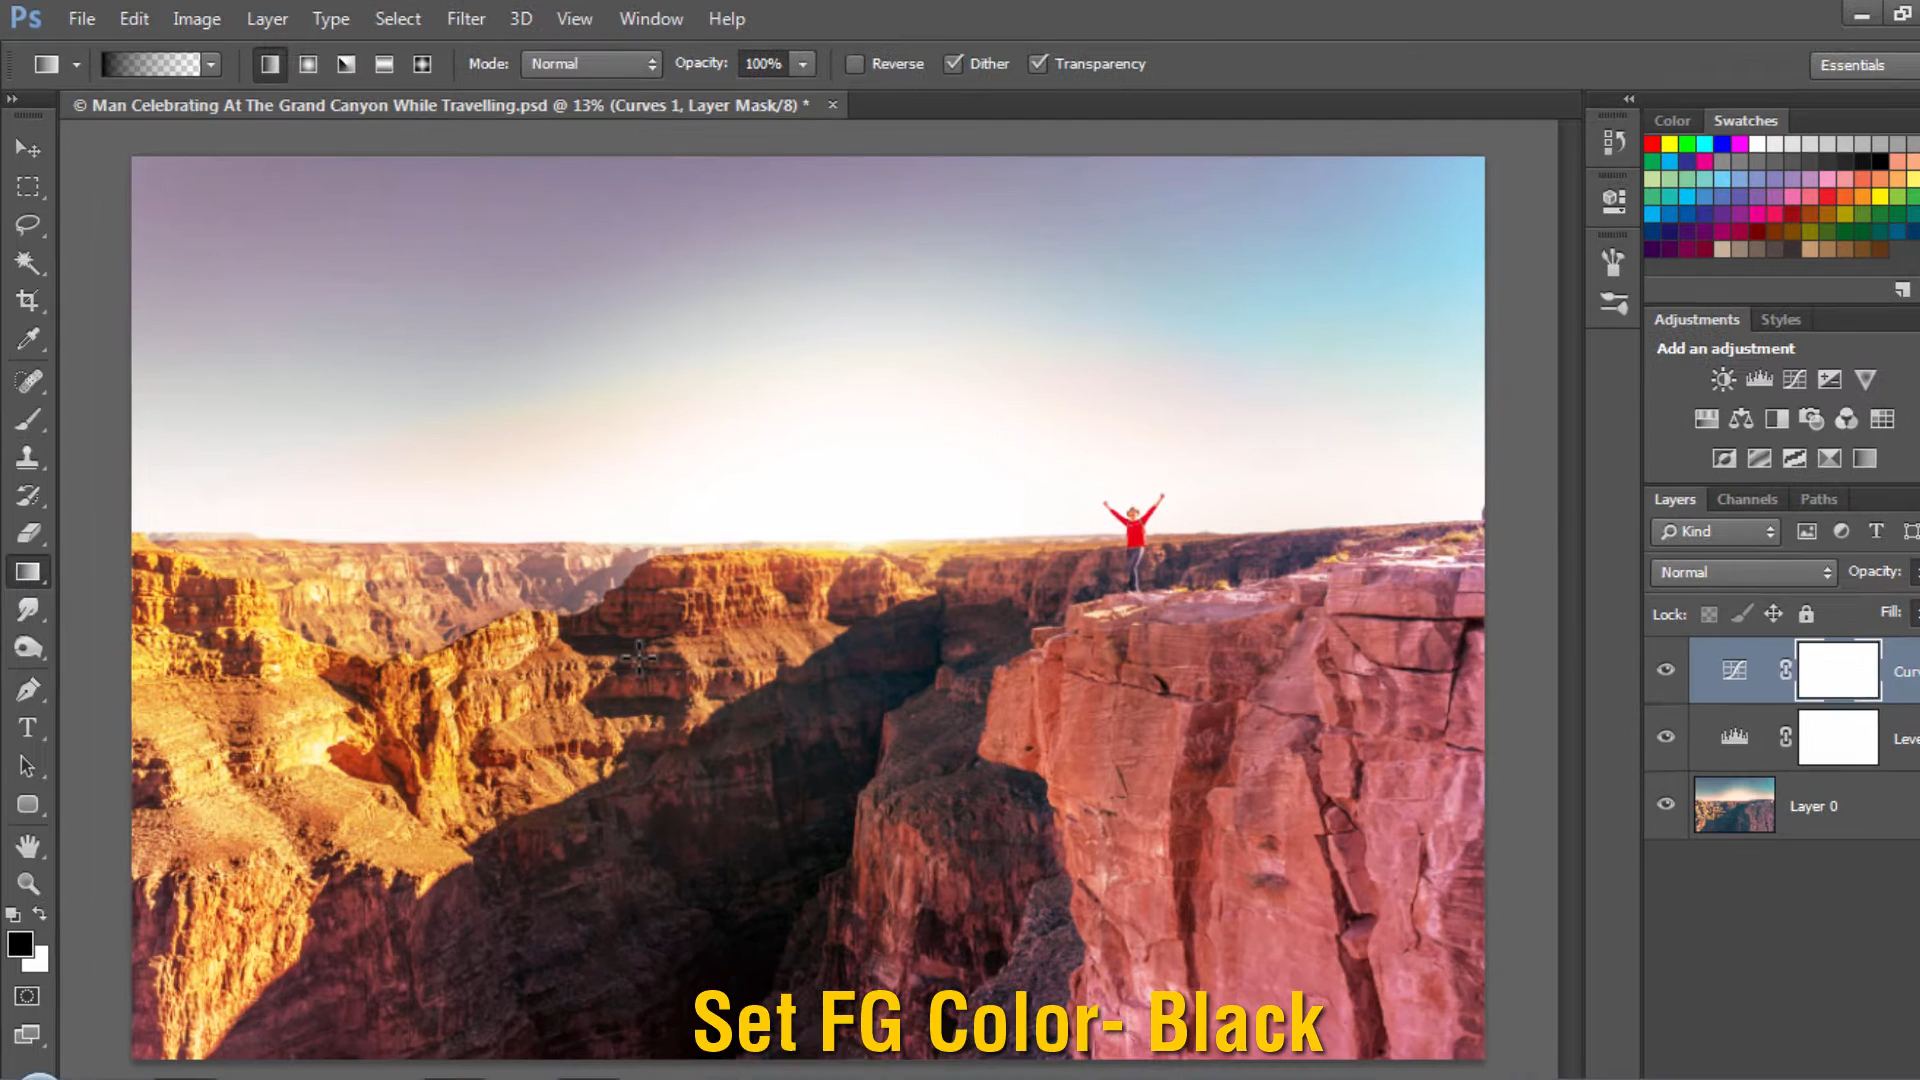 Ps File Edit Image Layer Type Select Filter 3D View Window Help
Mode: Normal Opacity: 100% Reverse Dither Transparency
Essentials
© Man Celebrating At The Grand Canyon While Travelling.psd @ 13% (Curves 1, Layer Mask/8) * ×
Color Swatches
Adjustments Styles
Add an adjustment
Layers Channels Paths
Kind
Normal Opacity:
Lock: Fill:
Cur
Leve
Layer 0
Set FG Color- Black